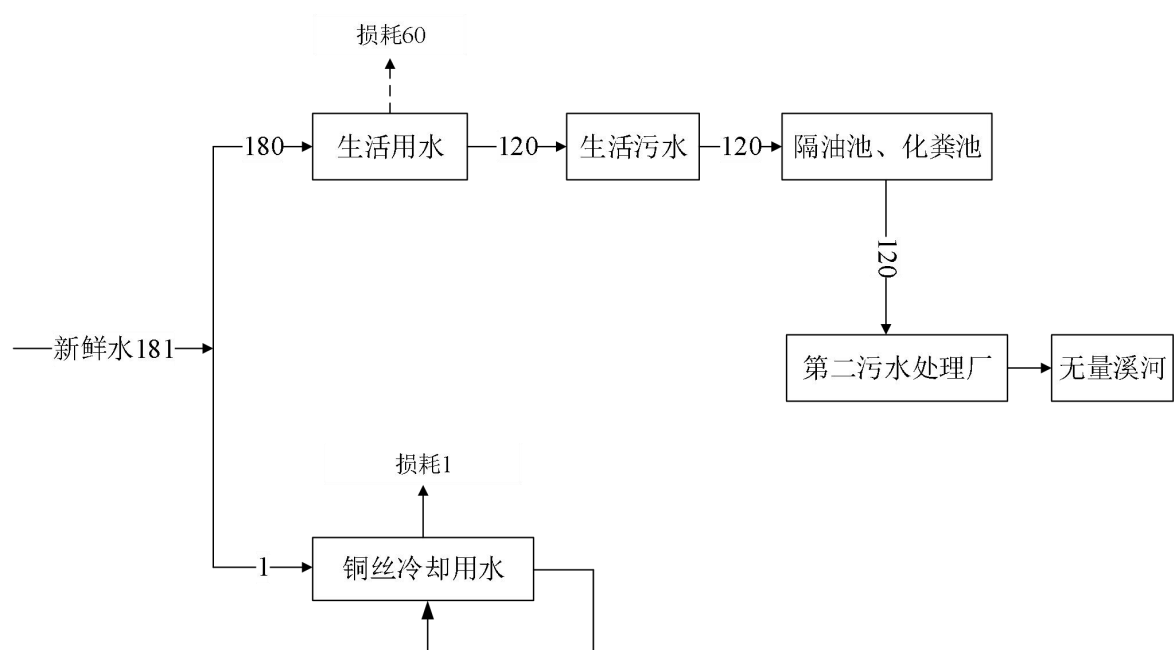 损耗60
180
生活用水
120
生活污水
120
隔油池、化粪池
120
新鲜水181
第二污水处理厂
无量溪河
损耗1
1
铜丝冷却用水